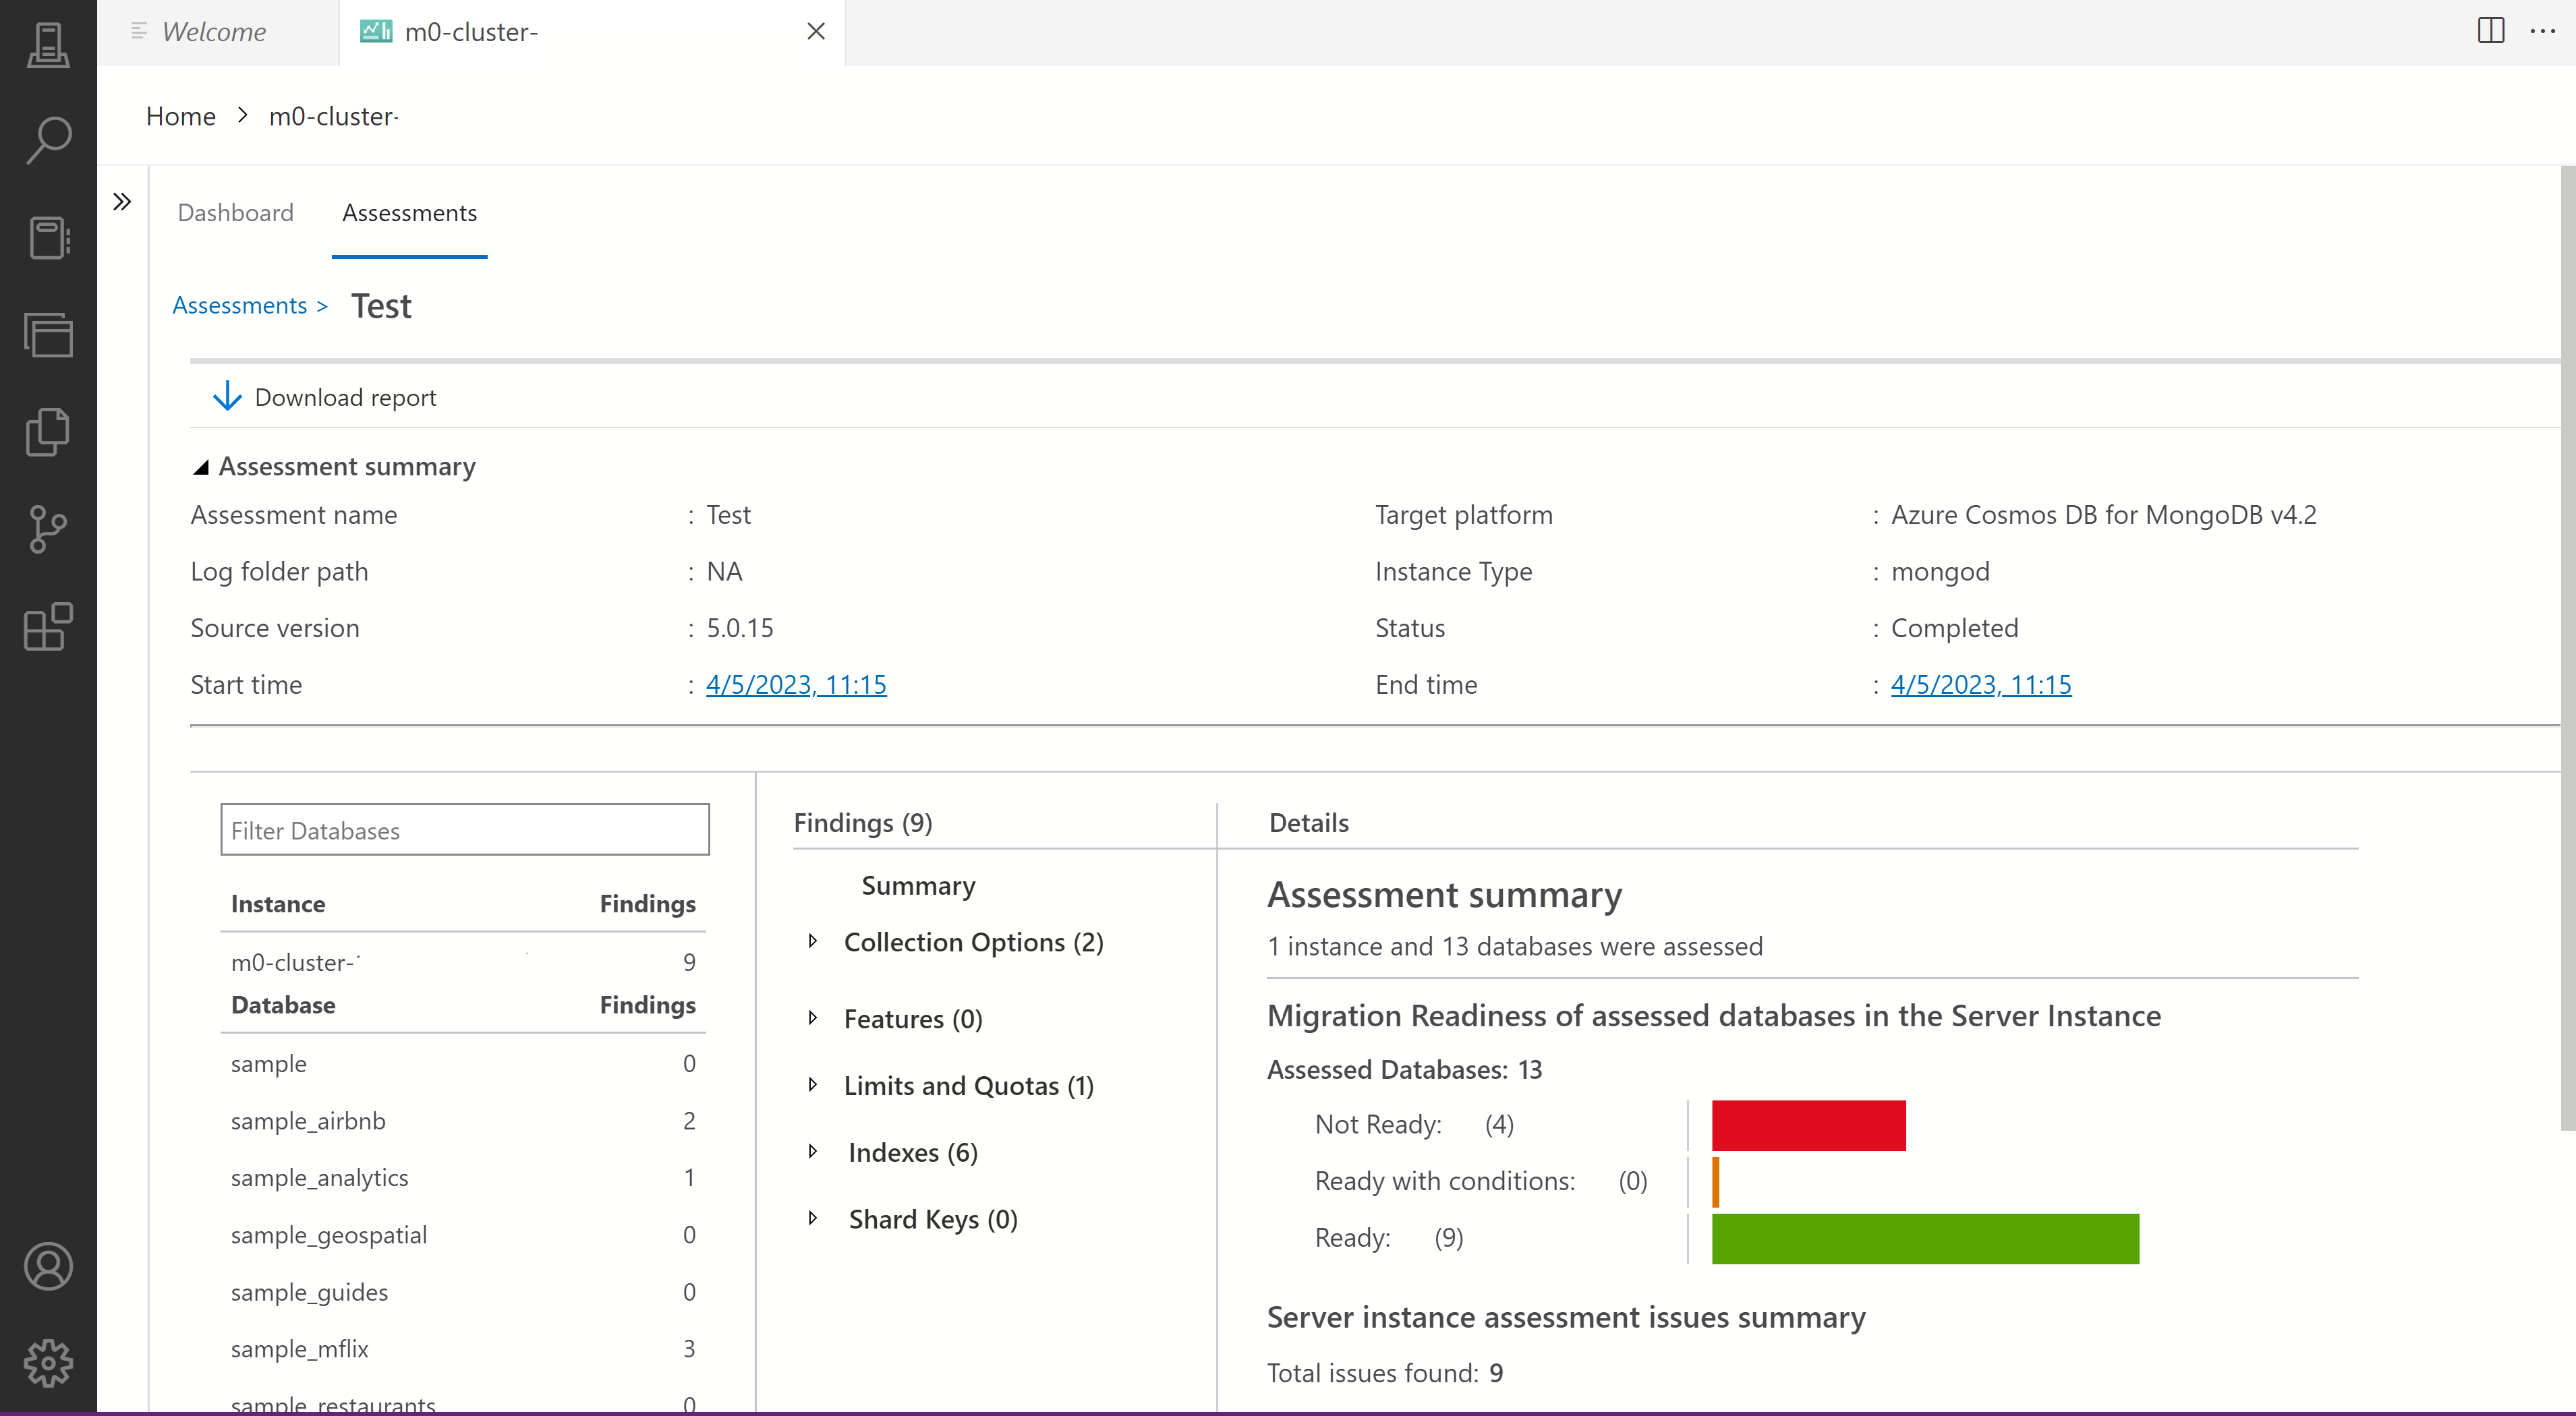 Welcome
m0-cluster-
Home > m0-cluster-
Dashboard Assessments
Assessments > Test
Download report
Assessment summary
Assessment name : Test Target platform : Azure Cosmos DB for MongoDB v4.2
Log folder path : NA Instance Type : mongod
Source version : 5.0.15 Status : Completed
Start time : 4/5/2023, 11:15 End time : 4/5/2023, 11:15
Filter Databases
Instance Findings
m0-cluster- 9
Database Findings
sample 0
sample_airbnb 2
sample_analytics 1
sample_geospatial 0
sample_guides 0
sample_mflix 3
sample_restaurants 0
Findings (9)
Summary
Collection Options (2)
Features (0)
Limits and Quotas (1)
Indexes (6)
Shard Keys (0)
Details
Assessment summary
1 instance and 13 databases were assessed
Migration Readiness of assessed databases in the Server Instance
Assessed Databases: 13
Not Ready: (4)
Ready with conditions: (0)
Ready: (9)
Server instance assessment issues summary
Total issues found: 9